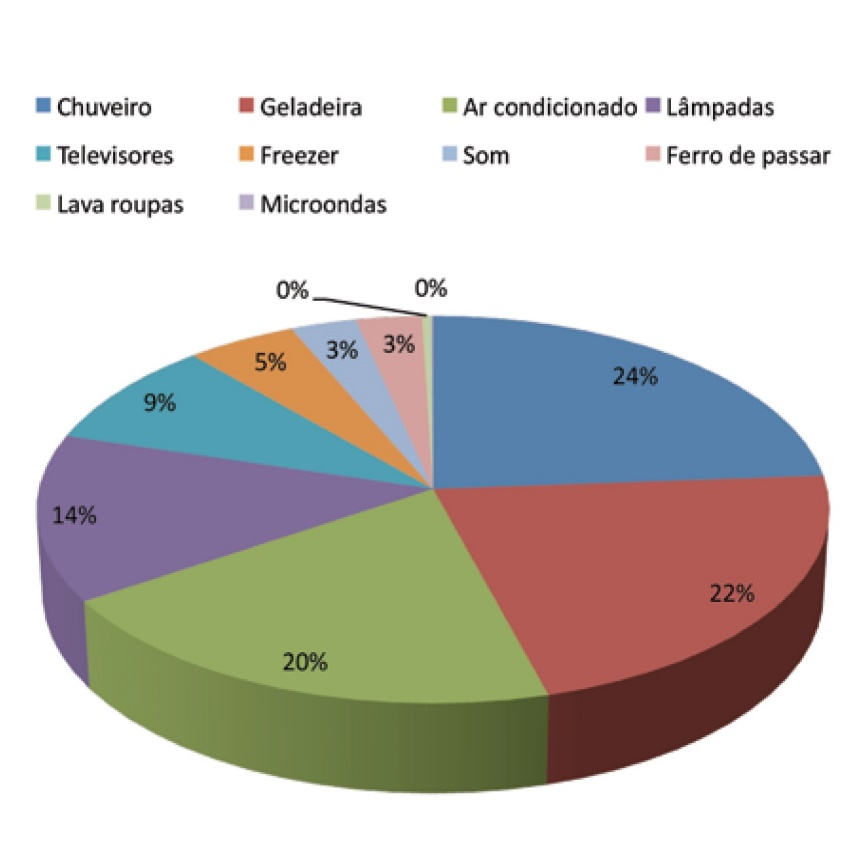 Chuveiro Geladeira Ar condicionado Lâmpadas
Televisores Freezer Som Ferro de passar
Lava roupas Microondas
0% 0%
3% 3%
5% 24%
9%
14%
22%
20%